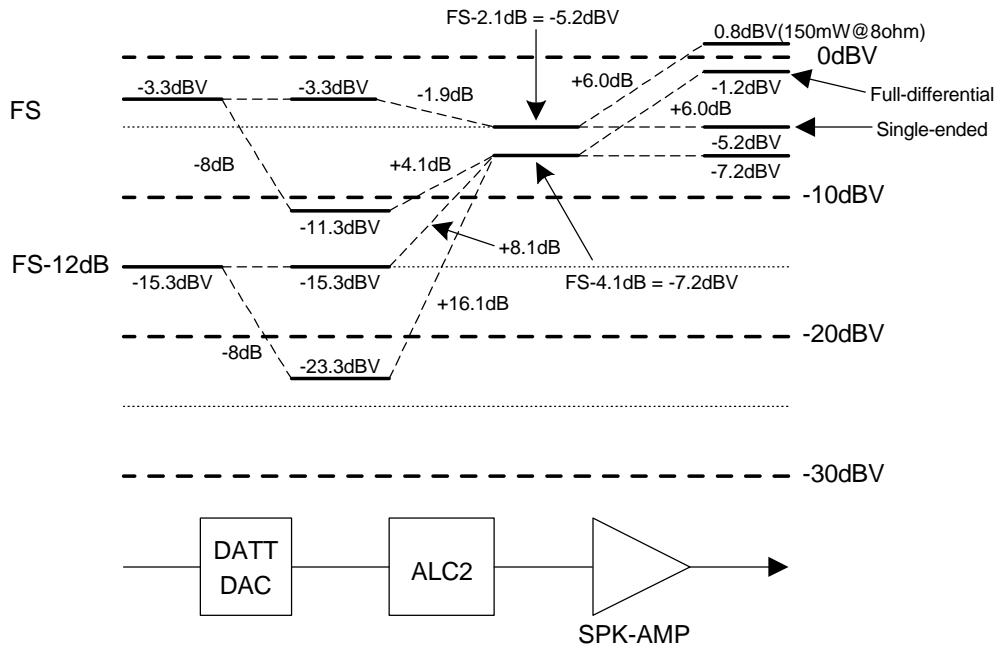 FS-2.1dB = -5.2dBV
0.8dBV(150mW@8ohm)
0dBV
-3.3dBV
-3.3dBV
-1.9dB
+6.0dB
-1.2dBV
Full-differential
FS
+6.0dB
Single-ended
-5.2dBV
-8dB
+4.1dB
-7.2dBV
-10dBV
-11.3dBV
+8.1dB
FS-12dB
-15.3dBV
-15.3dBV
FS-4.1dB = -7.2dBV
+16.1dB
-20dBV
-8dB
-23.3dBV
-30dBV
DATT
DAC
ALC2
SPK-AMP